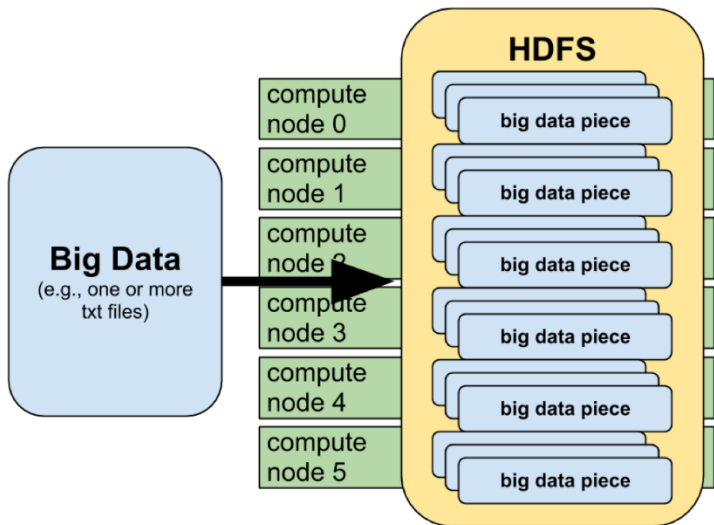 HDFS
compute
node 0
big data piece
compute
node 1
big data piece
Big Data
(e.g., one or more
txt files)
compute
node 2
big data piece
compute
node 3
big data piece
compute
node 4
big data piece
compute
node 5
big data piece